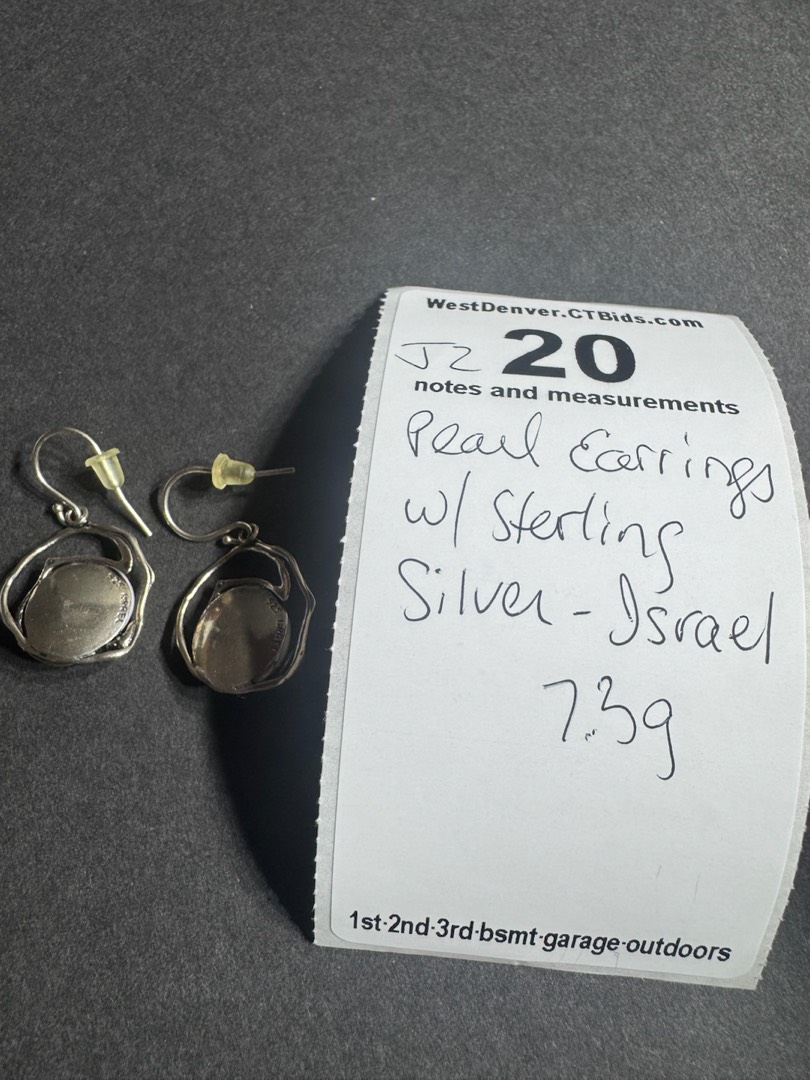 WestDenver.CTBids.com
J2 20
notes and measurements
Pearl Earrings
w/ Sterling
Silver - Israel
7.3g
1st·2nd·3rd·bsmt·garage·outdoors